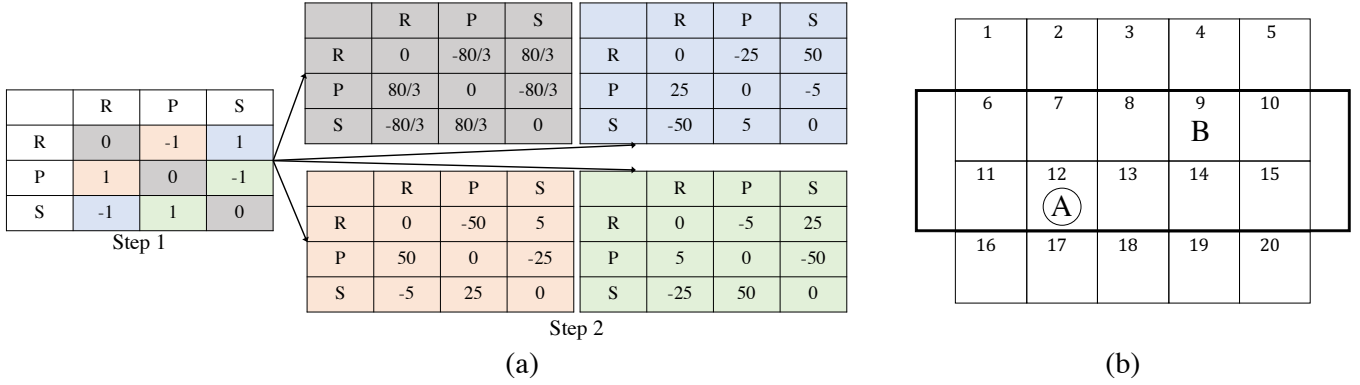 R P S
R 0 -1 1
P 1 0 -1
S -1 1 0
Step 1
R P S
R 0 -80/3 80/3
P 80/3 0 -80/3
S -80/3 80/3 0
R P S
R 0 -25 50
P 25 0 -5
S -50 5 0
R P S
R 0 -50 5
P 50 0 -25
S -5 25 0
R P S
R 0 -5 25
P 5 0 -50
S -25 50 0
Step 2
(a)
1 2 3 4 5
6 7 8 9 10
B
11 12 13 14 15
A
16 17 18 19 20
(b)